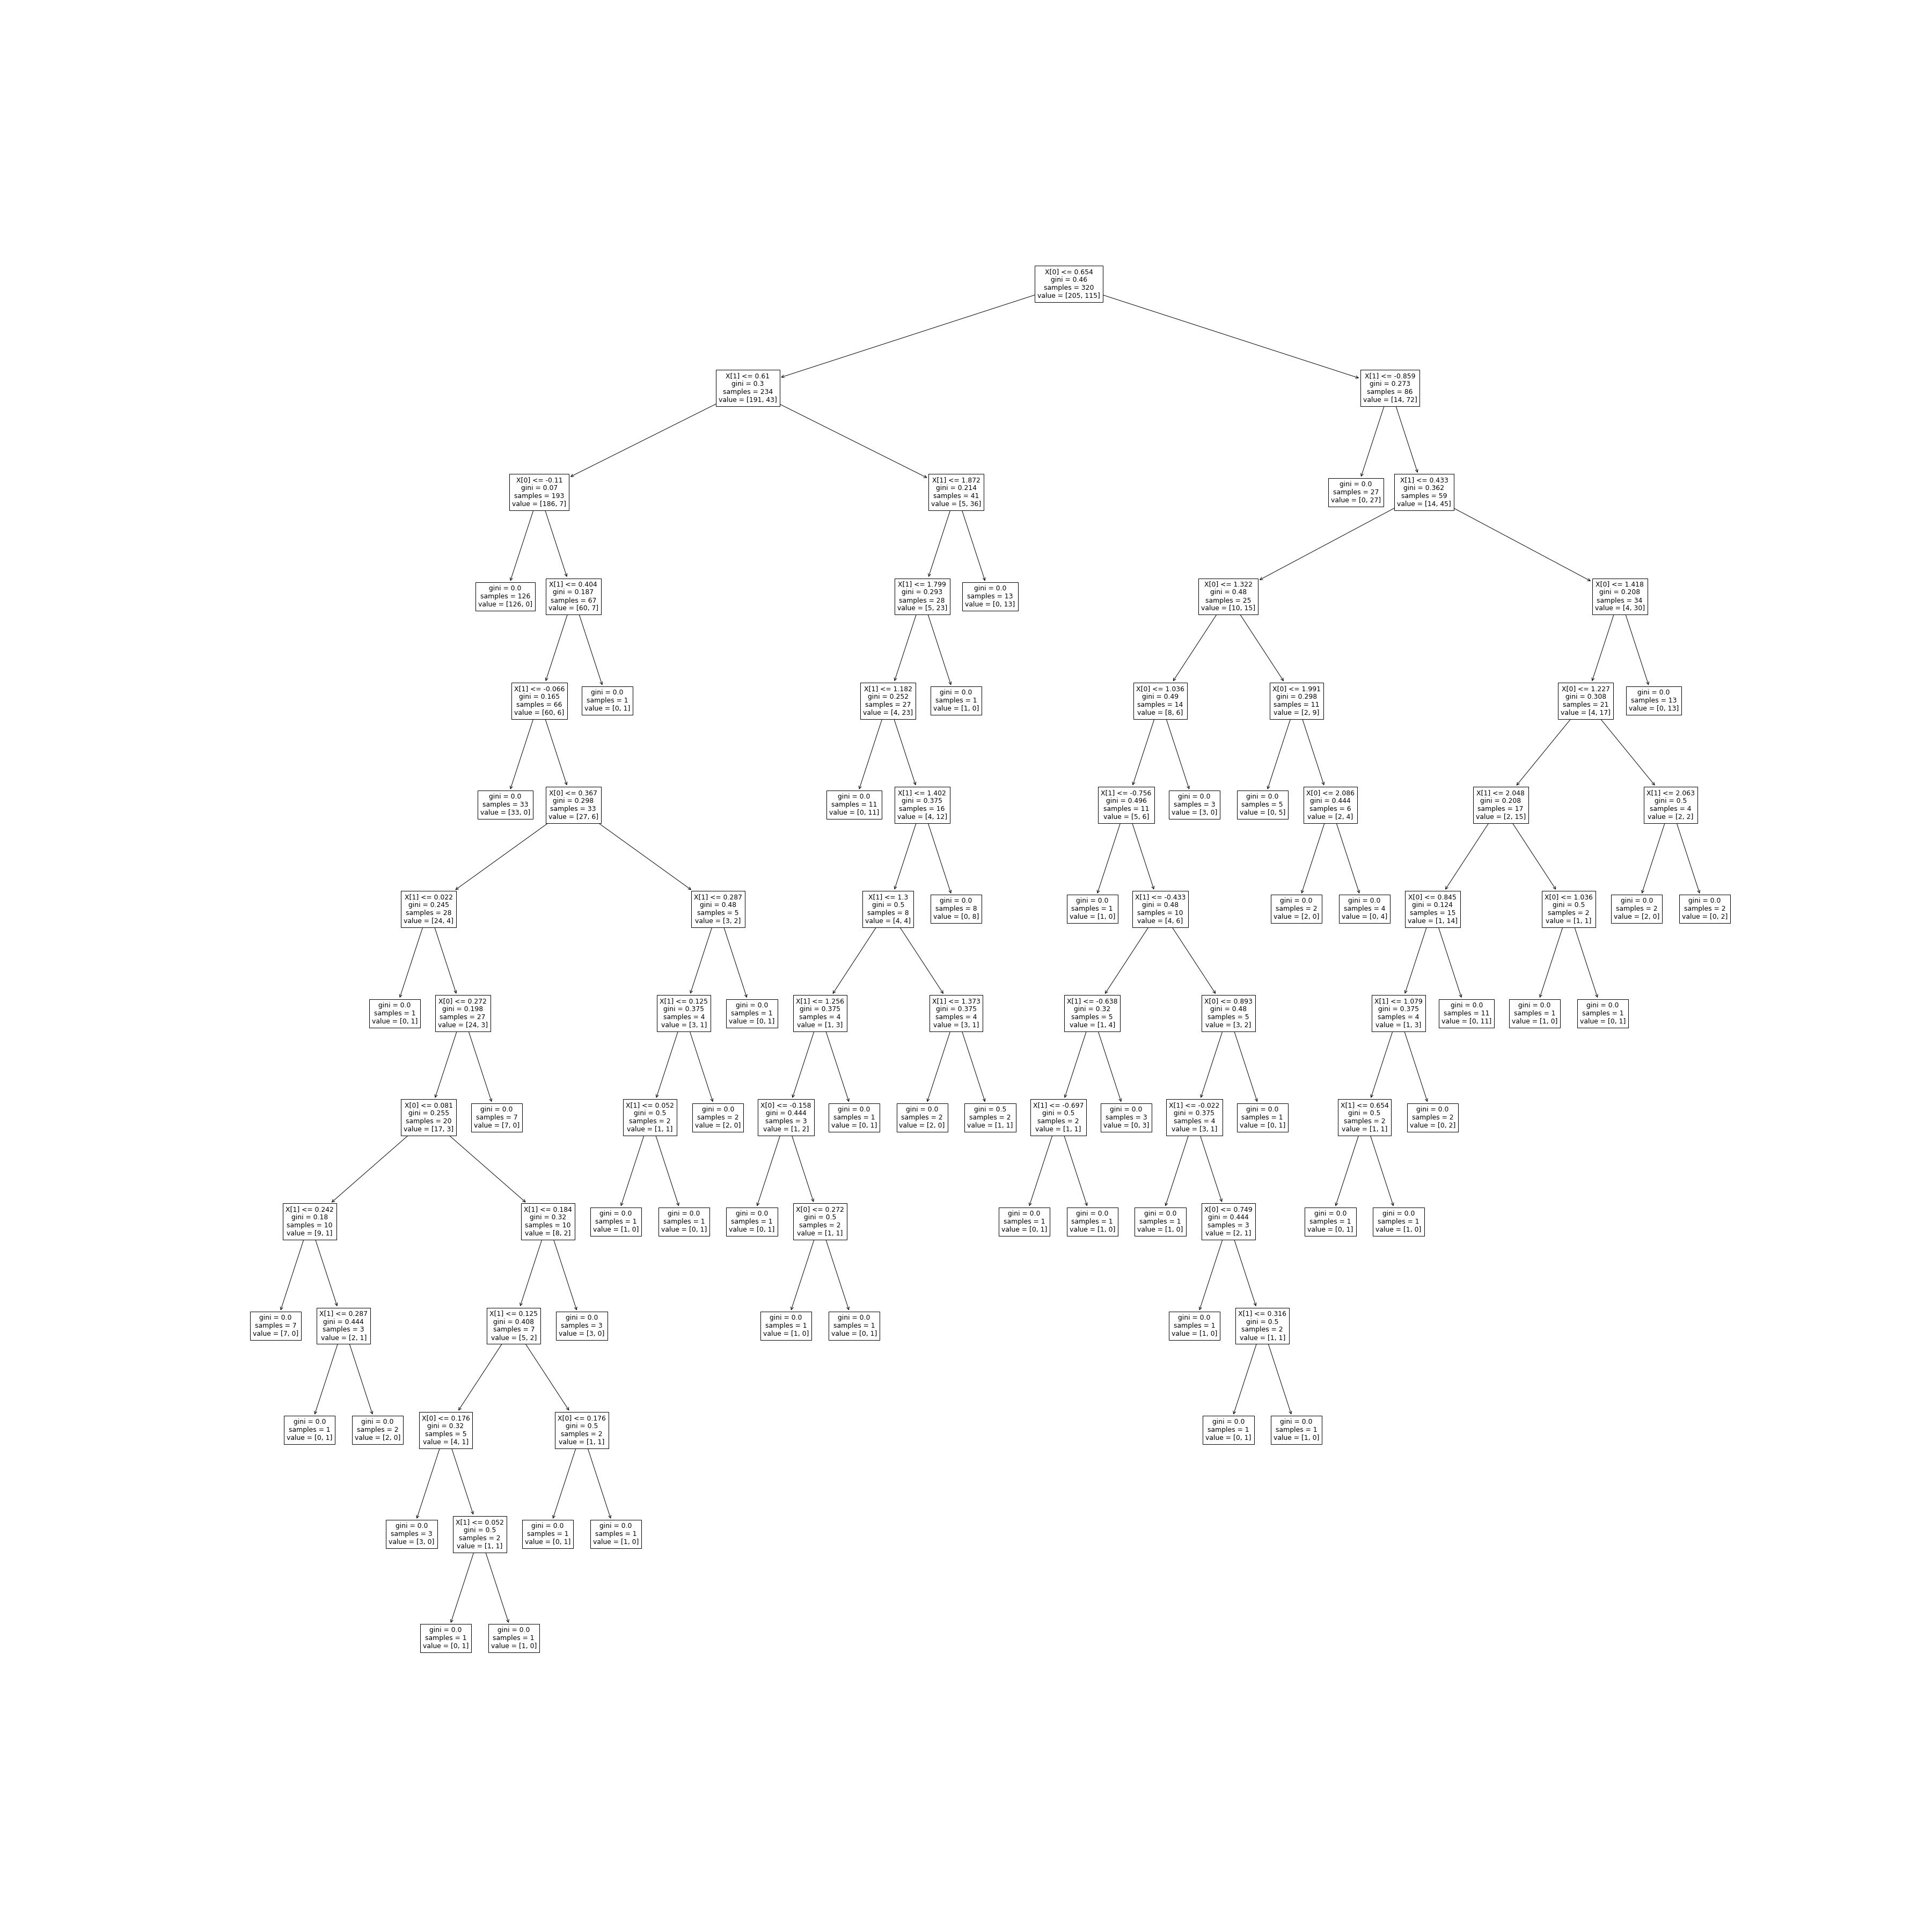 X[0] <= 0.654
gini = 0.46
samples = 320
value = [205, 115]
X[1] <= 0.61
gini = 0.3
samples = 234
value = [191, 43]
X[1] <= -0.859
gini = 0.273
samples = 86
value = [14, 72]
X[0] <= -0.11
gini = 0.07
samples = 193
value = [186, 7]
X[1] <= 1.872
gini = 0.214
samples = 41
value = [5, 36]
gini = 0.0
samples = 27
value = [0, 27]
X[1] <= 0.433
gini = 0.362
samples = 59
value = [14, 45]
gini = 0.0
samples = 126
value = [126, 0]
X[1] <= 0.404
gini = 0.187
samples = 67
value = [60, 7]
X[1] <= 1.799
gini = 0.293
samples = 28
value = [5, 23]
gini = 0.0
samples = 13
value = [0, 13]
X[0] <= 1.322
gini = 0.48
samples = 25
value = [10, 15]
X[0] <= 1.418
gini = 0.208
samples = 34
value = [4, 30]
X[1] <= -0.066
gini = 0.165
samples = 66
value = [60, 6]
gini = 0.0
samples = 1
value = [0, 1]
X[1] <= 1.182
gini = 0.252
samples = 27
value = [4, 23]
gini = 0.0
samples = 1
value = [1, 0]
X[0] <= 1.036
gini = 0.49
samples = 14
value = [8, 6]
X[0] <= 1.991
gini = 0.298
samples = 11
value = [2, 9]
X[0] <= 1.227
gini = 0.308
samples = 21
value = [4, 17]
gini = 0.0
samples = 13
value = [0, 13]
gini = 0.0
samples = 33
value = [33, 0]
X[0] <= 0.367
gini = 0.298
samples = 33
value = [27, 6]
gini = 0.0
samples = 11
value = [0, 11]
X[1] <= 1.402
gini = 0.375
samples = 16
value = [4, 12]
X[1] <= -0.756
gini = 0.496
samples = 11
value = [5, 6]
gini = 0.0
samples = 3
value = [3, 0]
gini = 0.0
samples = 5
value = [0, 5]
X[0] <= 2.086
gini = 0.444
samples = 6
value = [2, 4]
X[1] <= 2.048
gini = 0.208
samples = 17
value = [2, 15]
X[1] <= 2.063
gini = 0.5
samples = 4
value = [2, 2]
X[1] <= 0.022
gini = 0.245
samples = 28
value = [24, 4]
X[1] <= 0.287
gini = 0.48
samples = 5
value = [3, 2]
X[1] <= 1.3
gini = 0.5
samples = 8
value = [4, 4]
gini = 0.0
samples = 8
value = [0, 8]
gini = 0.0
samples = 1
value = [1, 0]
X[1] <= -0.433
gini = 0.48
samples = 10
value = [4, 6]
gini = 0.0
samples = 2
value = [2, 0]
gini = 0.0
samples = 4
value = [0, 4]
X[0] <= 0.845
gini = 0.124
samples = 15
value = [1, 14]
X[0] <= 1.036
gini = 0.5
samples = 2
value = [1, 1]
gini = 0.0
samples = 2
value = [2, 0]
gini = 0.0
samples = 2
value = [0, 2]
gini = 0.0
samples = 1
value = [0, 1]
X[0] <= 0.272
gini = 0.198
samples = 27
value = [24, 3]
X[1] <= 0.125
gini = 0.375
samples = 4
value = [3, 1]
gini = 0.0
samples = 1
value = [0, 1]
X[1] <= 1.256
gini = 0.375
samples = 4
value = [1, 3]
X[1] <= 1.373
gini = 0.375
samples = 4
value = [3, 1]
X[1] <= -0.638
gini = 0.32
samples = 5
value = [1, 4]
X[0] <= 0.893
gini = 0.48
samples = 5
value = [3, 2]
X[1] <= 1.079
gini = 0.375
samples = 4
value = [1, 3]
gini = 0.0
samples = 11
value = [0, 11]
gini = 0.0
samples = 1
value = [1, 0]
gini = 0.0
samples = 1
value = [0, 1]
X[0] <= 0.081
gini = 0.255
samples = 20
value = [17, 3]
gini = 0.0
samples = 7
value = [7, 0]
X[1] <= 0.052
gini = 0.5
samples = 2
value = [1, 1]
gini = 0.0
samples = 2
value = [2, 0]
X[0] <= -0.158
gini = 0.444
samples = 3
value = [1, 2]
gini = 0.0
samples = 1
value = [0, 1]
gini = 0.0
samples = 2
value = [2, 0]
gini = 0.5
samples = 2
value = [1, 1]
X[1] <= -0.697
gini = 0.5
samples = 2
value = [1, 1]
gini = 0.0
samples = 3
value = [0, 3]
X[1] <= -0.022
gini = 0.375
samples = 4
value = [3, 1]
gini = 0.0
samples = 1
value = [0, 1]
X[1] <= 0.654
gini = 0.5
samples = 2
value = [1, 1]
gini = 0.0
samples = 2
value = [0, 2]
X[1] <= 0.242
gini = 0.18
samples = 10
value = [9, 1]
X[1] <= 0.184
gini = 0.32
samples = 10
value = [8, 2]
gini = 0.0
samples = 1
value = [1, 0]
gini = 0.0
samples = 1
value = [0, 1]
gini = 0.0
samples = 1
value = [0, 1]
X[0] <= 0.272
gini = 0.5
samples = 2
value = [1, 1]
gini = 0.0
samples = 1
value = [0, 1]
gini = 0.0
samples = 1
value = [1, 0]
gini = 0.0
samples = 1
value = [1, 0]
X[0] <= 0.749
gini = 0.444
samples = 3
value = [2, 1]
gini = 0.0
samples = 1
value = [0, 1]
gini = 0.0
samples = 1
value = [1, 0]
gini = 0.0
samples = 7
value = [7, 0]
X[1] <= 0.287
gini = 0.444
samples = 3
value = [2, 1]
X[1] <= 0.125
gini = 0.408
samples = 7
value = [5, 2]
gini = 0.0
samples = 3
value = [3, 0]
gini = 0.0
samples = 1
value = [1, 0]
gini = 0.0
samples = 1
value = [0, 1]
gini = 0.0
samples = 1
value = [1, 0]
X[1] <= 0.316
gini = 0.5
samples = 2
value = [1, 1]
gini = 0.0
samples = 1
value = [0, 1]
gini = 0.0
samples = 2
value = [2, 0]
X[0] <= 0.176
gini = 0.32
samples = 5
value = [4, 1]
X[0] <= 0.176
gini = 0.5
samples = 2
value = [1, 1]
gini = 0.0
samples = 1
value = [0, 1]
gini = 0.0
samples = 1
value = [1, 0]
gini = 0.0
samples = 3
value = [3, 0]
X[1] <= 0.052
gini = 0.5
samples = 2
value = [1, 1]
gini = 0.0
samples = 1
value = [0, 1]
gini = 0.0
samples = 1
value = [1, 0]
gini = 0.0
samples = 1
value = [0, 1]
gini = 0.0
samples = 1
value = [1, 0]